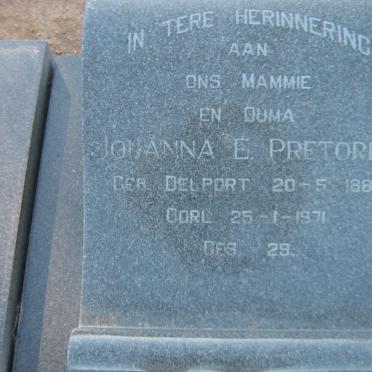 IN TERE HERINNERING
AAN
ONS MAMMIE
EN OUMA
JOHANNA E. PRETORI
GEB. DELPORT 20-5-188
OORL. 25-1-1971
GES. 29.